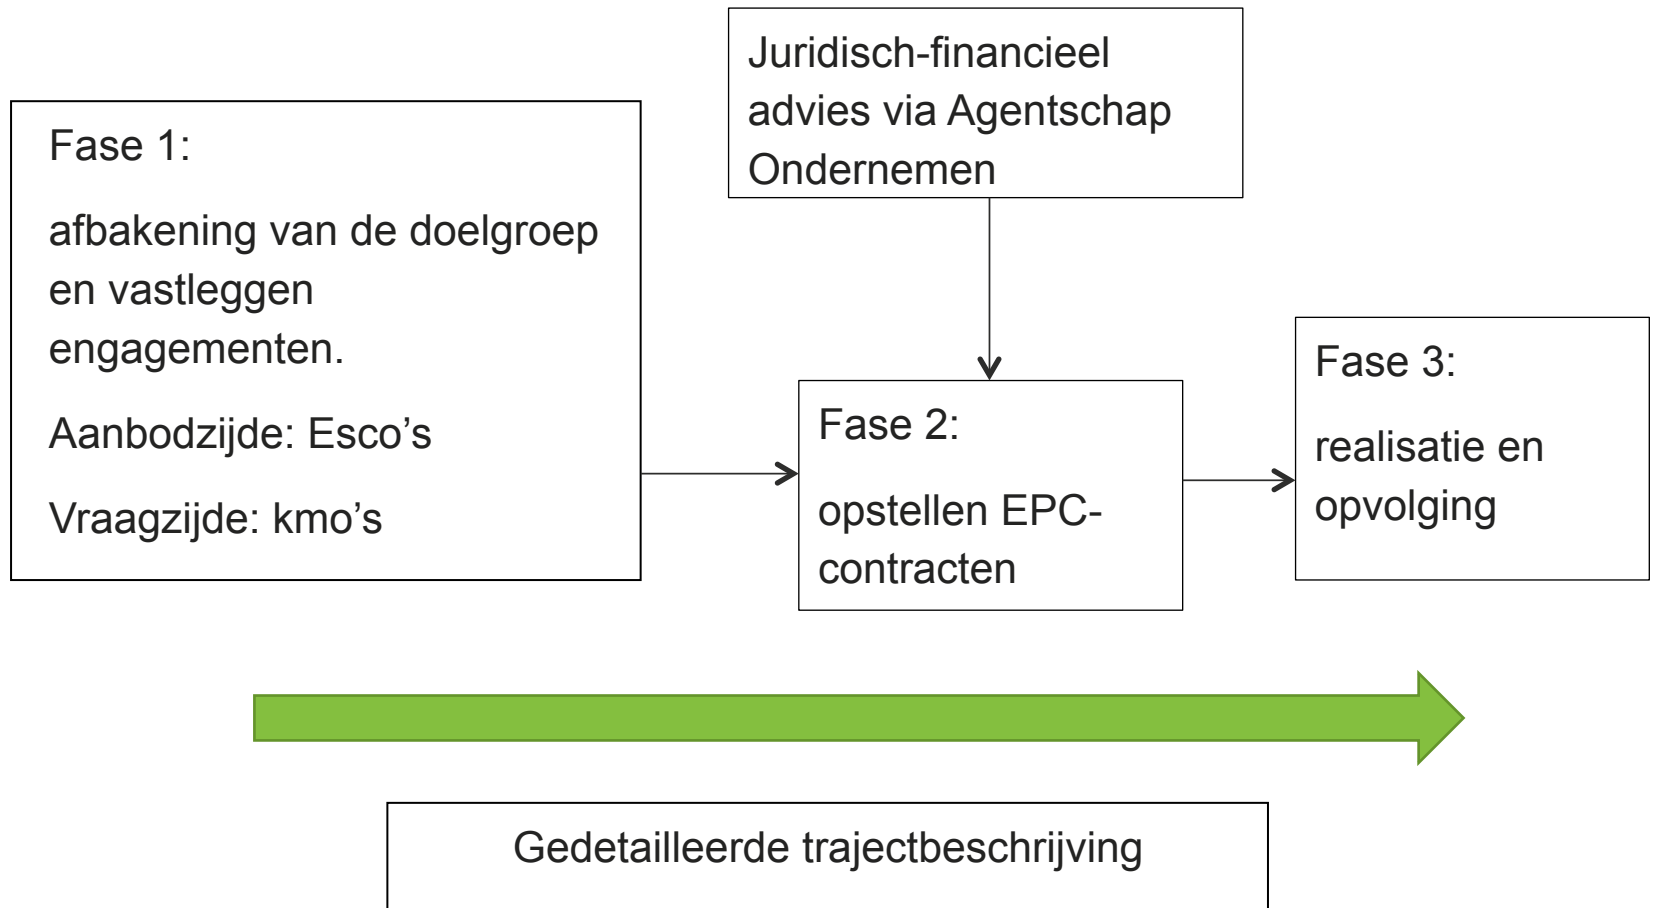 Juridisch-financieel
advies via Agentschap
Ondernemen
Fase 1:
afbakening van de doelgroep
en vastleggen
engagementen.
Aanbodzijde: Esco’s
Vraagzijde: kmo’s
Fase 2:
opstellen EPC-
contracten
Fase 3:
realisatie en
opvolging
Gedetailleerde trajectbeschrijving